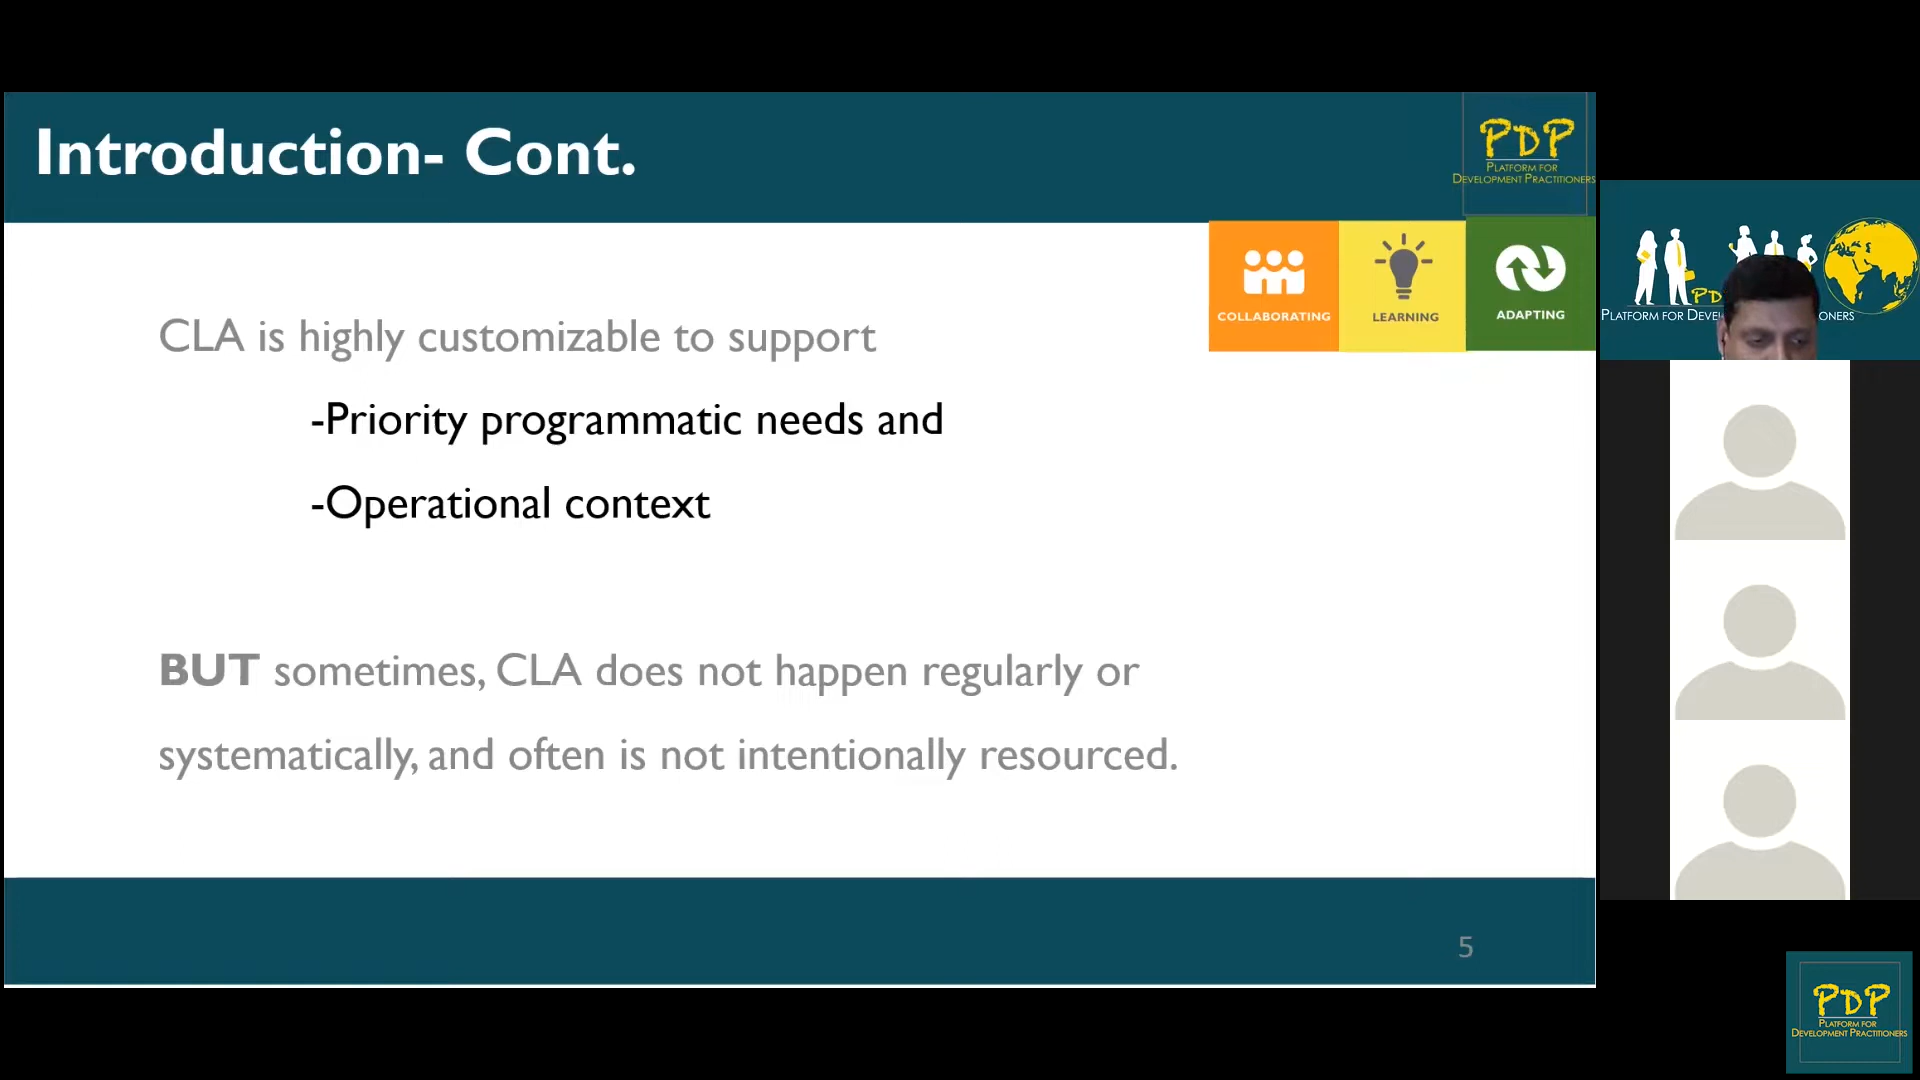 Introduction- Cont.
PDP
PLATFORM FOR
DEVELOPMENT PRACTITIONERS
COLLABORATING
LEARNING
ADAPTING
CLA is highly customizable to support
-Priority programmatic needs and
-Operational context
BUT sometimes, CLA does not happen regularly or
systematically, and often is not intentionally resourced.
5
PLATFORM FOR
PDP
PLATFORM FOR
DEVELOPMENT PRACTITIONERS